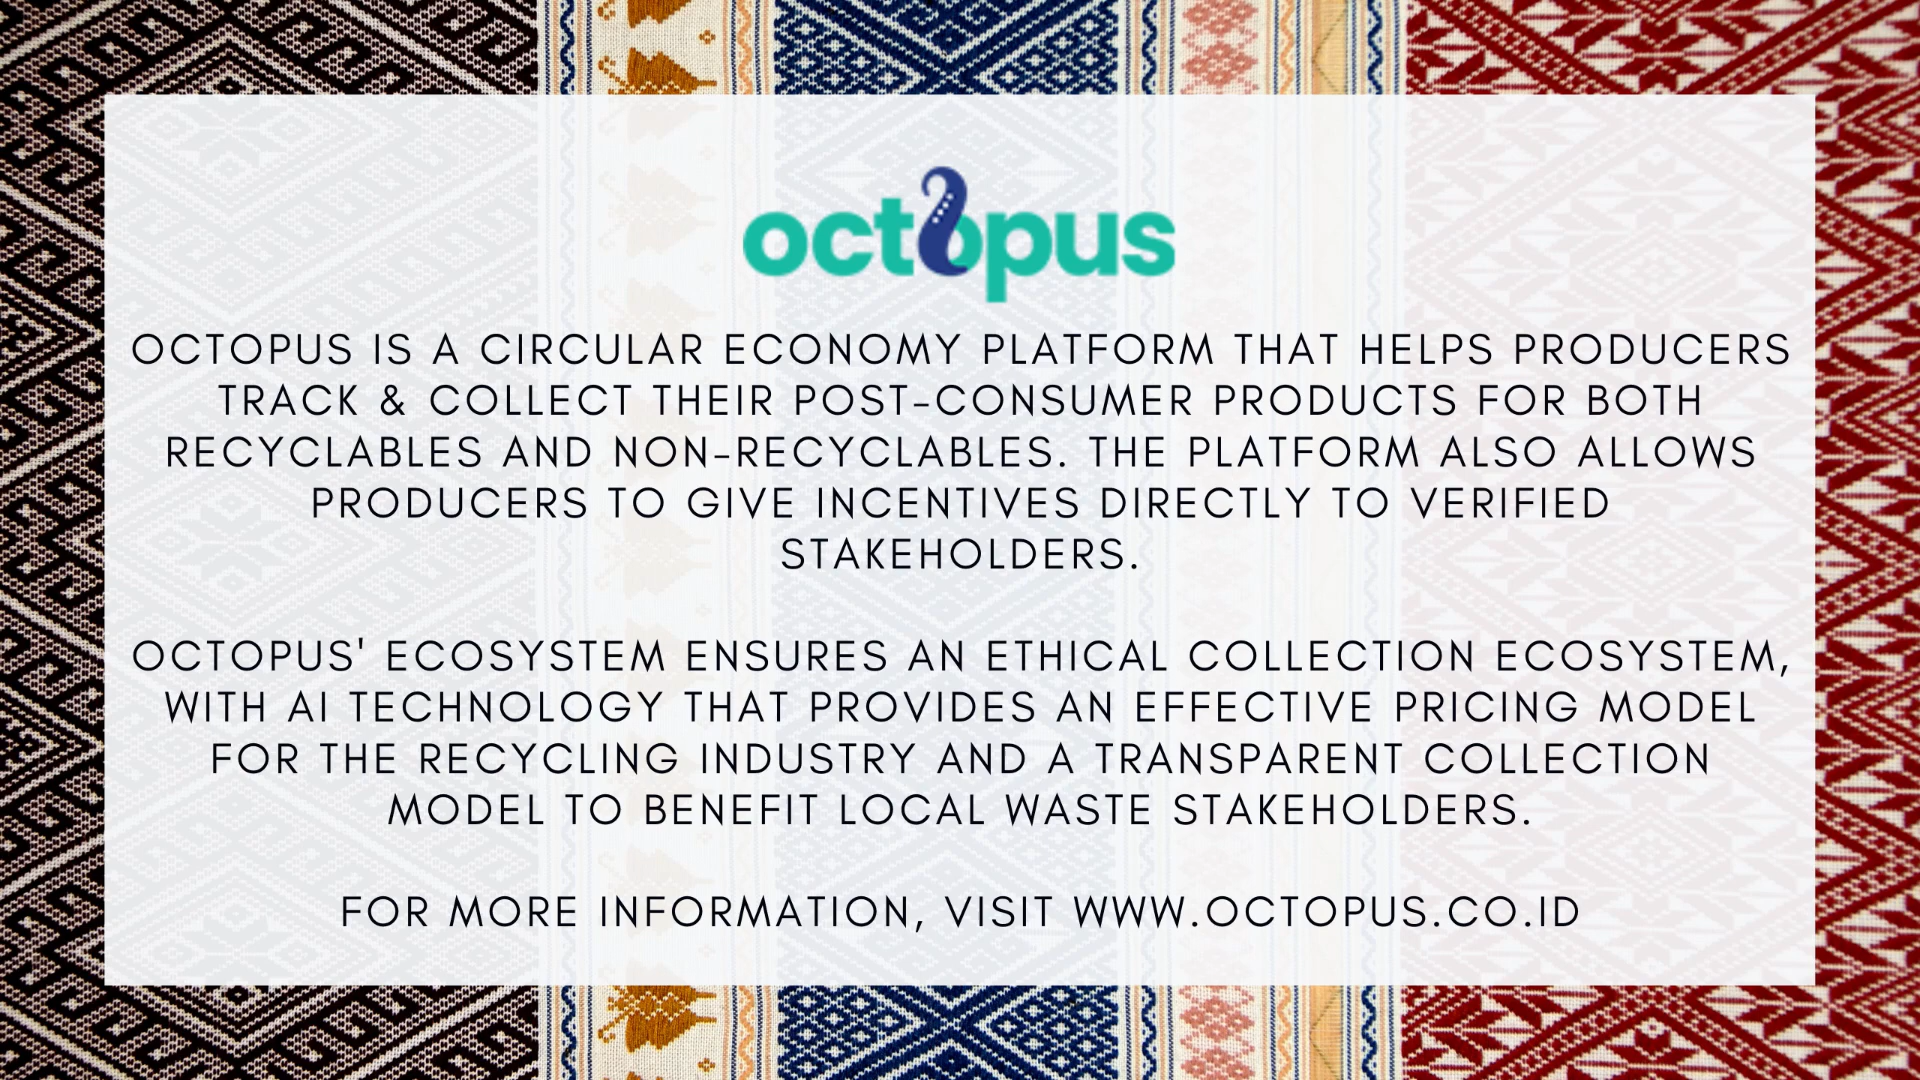 octopus
OCTOPUS IS A CIRCULAR ECONOMY PLATFORM THAT HELPS PRODUCERS
TRACK & COLLECT THEIR POST-CONSUMER PRODUCTS FOR BOTH
RECYCLABLES AND NON-RECYCLABLES. THE PLATFORM ALSO ALLOWS
PRODUCERS TO GIVE INCENTIVES DIRECTLY TO VERIFIED
STAKEHOLDERS.
OCTOPUS' ECOSYSTEM ENSURES AN ETHICAL COLLECTION ECOSYSTEM,
WITH AI TECHNOLOGY THAT PROVIDES AN EFFECTIVE PRICING MODEL
FOR THE RECYCLING INDUSTRY AND A TRANSPARENT COLLECTION
MODEL TO BENEFIT LOCAL WASTE STAKEHOLDERS.
FOR MORE INFORMATION, VISIT WWW.OCTOPUS.CO.ID